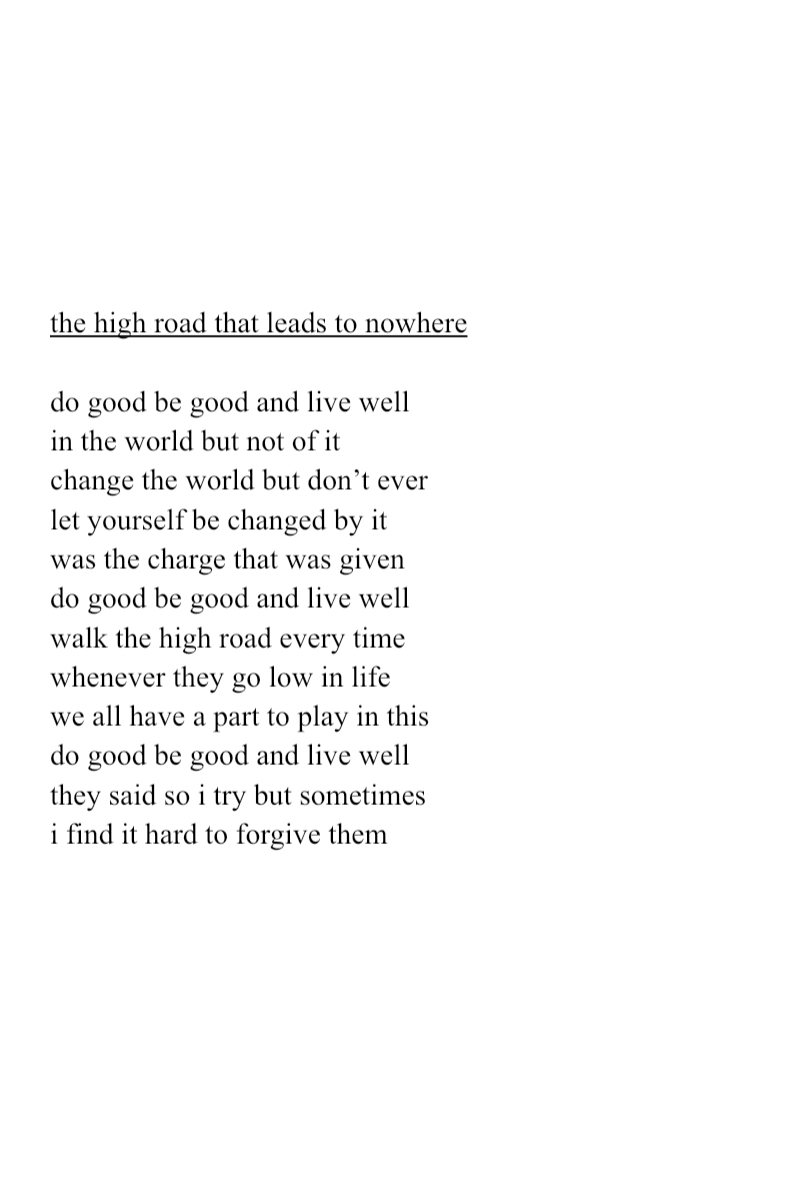 the high road that leads to nowhere
do good be good and live well
in the world but not of it
change the world but don’t ever
let yourself be changed by it
was the charge that was given
do good be good and live well
walk the high road every time
whenever they go low in life
we all have a part to play in this
do good be good and live well
they said so i try but sometimes
i find it hard to forgive them